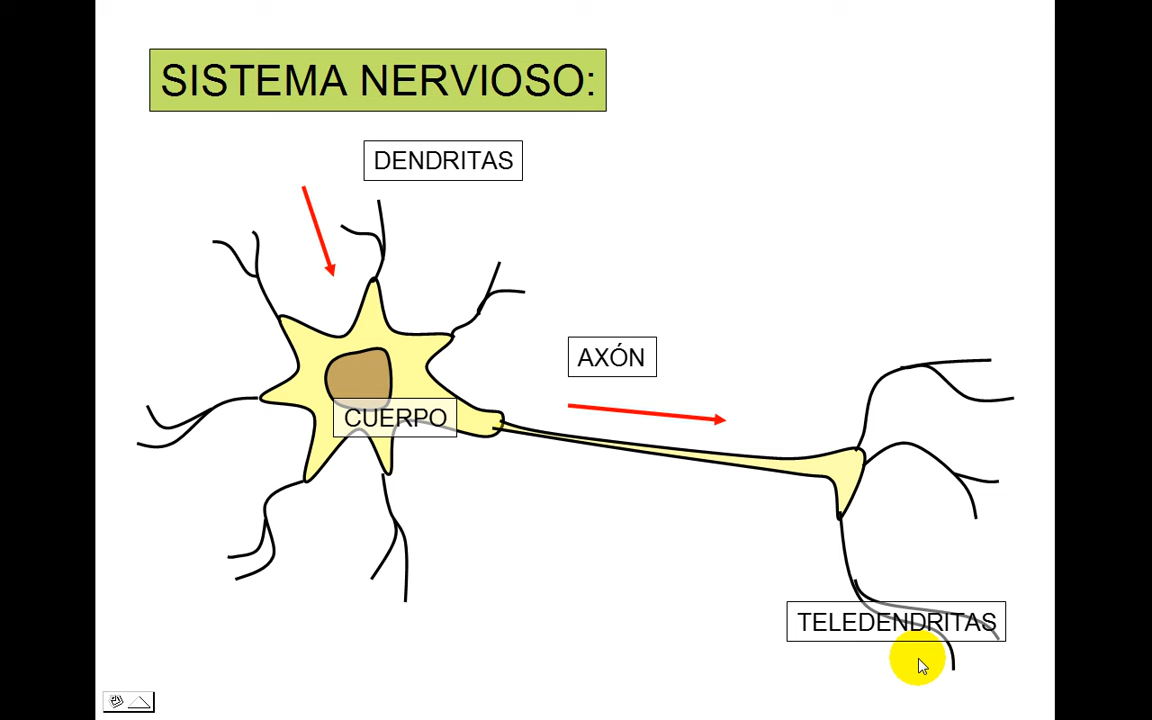 SISTEMA NERVIOSO:
DENDRITAS
AXÓN
CUERPO
TELEDENDRITAS